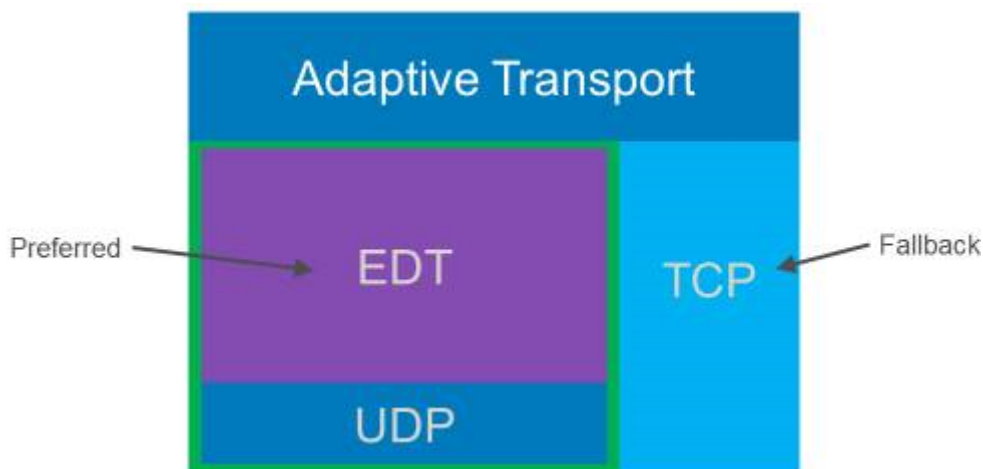 Adaptive Transport
Preferred
EDT
TCP
Fallback
UDP